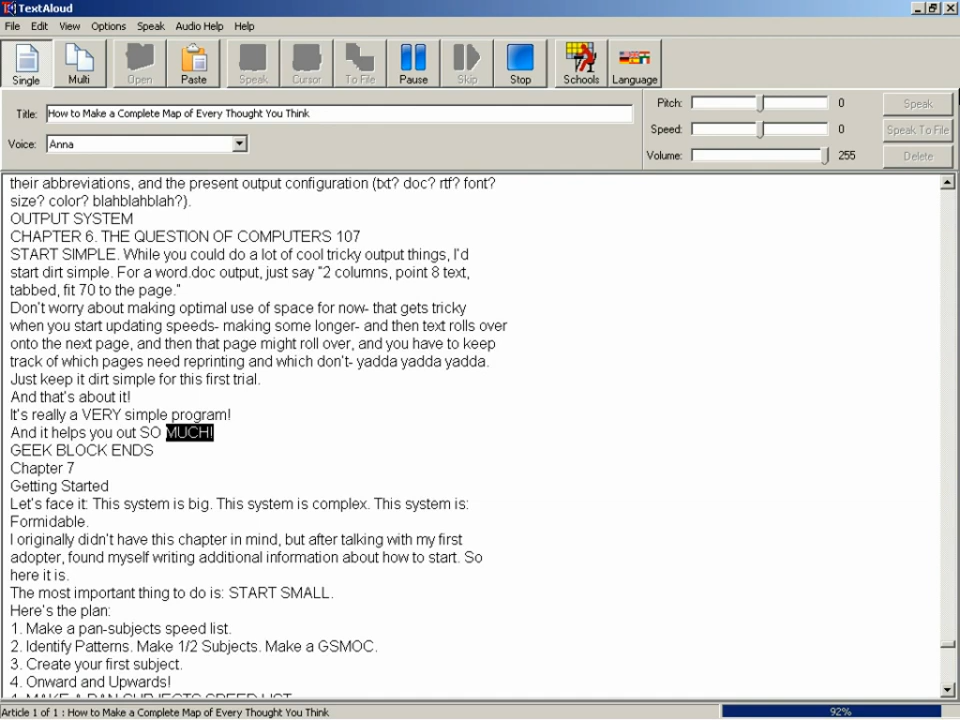 TextAloud
File Edit View Options Speak Audio Help Help
Single Multi Open Paste Speak Cursor To File Pause Skip Stop Schools Language
Title: How to Make a Complete Map of Every Thought You Think
Voice: Anna
Pitch: 0 Speak
Speed: 0 Speak To File
Volume: 255 Delete
their abbreviations, and the present output configuration (txt? doc? rtf? font?
size? color? blahblahblah?).
OUTPUT SYSTEM
CHAPTER 6. THE QUESTION OF COMPUTERS 107
START SIMPLE. While you could do a lot of cool tricky output things, I'd
start dirt simple. For a word.doc output, just say "2 columns, point 8 text,
tabbed, fit 70 to the page."
Don't worry about making optimal use of space for now- that gets tricky
when you start updating speeds- making some longer- and then text rolls over
onto the next page, and then that page might roll over, and you have to keep
track of which pages need reprinting and which don't- yadda yadda yadda.
Just keep it dirt simple for this first trial.
And that's about it!
It's really a VERY simple program!
And it helps you out SO MUCH!
GEEK BLOCK ENDS
Chapter 7
Getting Started
Let's face it: This system is big. This system is complex. This system is:
Formidable.
I originally didn't have this chapter in mind, but after talking with my first
adopter, found myself writing additional information about how to start. So
here it is.
The most important thing to do is: START SMALL.
Here's the plan:
1. Make a pan-subjects speed list.
2. Identify Patterns. Make 1/2 Subjects. Make a GSMOC.
3. Create your first subject.
4. Onward and Upwards!
1. MAKE A PAN-SUBJECTS SPEED LIST
Article 1 of 1 : How to Make a Complete Map of Every Thought You Think 92%